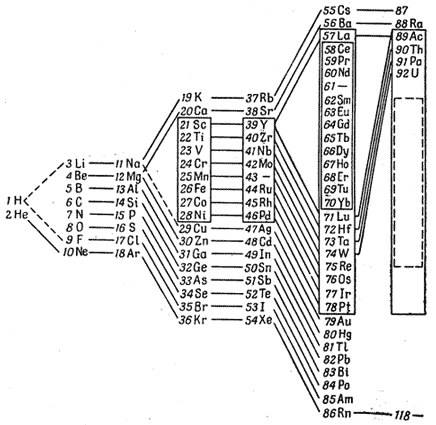 1 H
2 He
3 Li
4 Be
5 B
6 C
7 N
8 O
9 F
10 Ne
11 Na
12 Mg
13 Al
14 Si
15 P
16 S
17 Cl
18 Ar
19 K
20 Ca
21 Sc
22 Ti
23 V
24 Cr
25 Mn
26 Fe
27 Co
28 Ni
29 Cu
30 Zn
31 Ga
32 Ge
33 As
34 Se
35 Br
36 Kr
37 Rb
38 Sr
39 Y
40 Zr
41 Nb
42 Mo
43 -
44 Ru
45 Rh
46 Pd
47 Ag
48 Cd
49 In
50 Sn
51 Sb
52 Te
53 I
54 Xe
55 Cs
56 Ba
57 La
58 Ce
59 Pr
60 Nd
61 —
62 Sm
63 Eu
64 Gd
65 Tb
66 Dy
67 Ho
68 Er
69 Tu
70 Yb
71 Lu
72 Hf
73 Ta
74 W
75 Re
76 Os
77 Ir
78 Pt
79 Au
80 Hg
81 Tl
82 Pb
83 Bi
84 Po
85 Am
86 Rn
87
88 Ra
89 Ac
90 Th
91 Pa
92 U
118 —